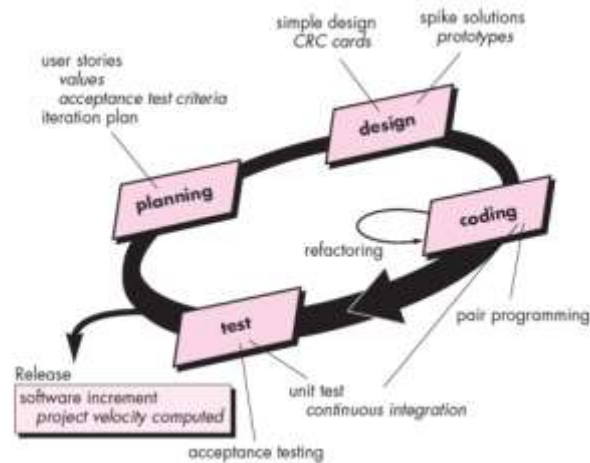 simple design
CRC cards
spike solutions
prototypes
user stories
values
acceptance test criteria
iteration plan
design
planning
coding
refactoring
test
pair programming
Release
software increment
project velocity computed
unit test
continuous integration
acceptance testing